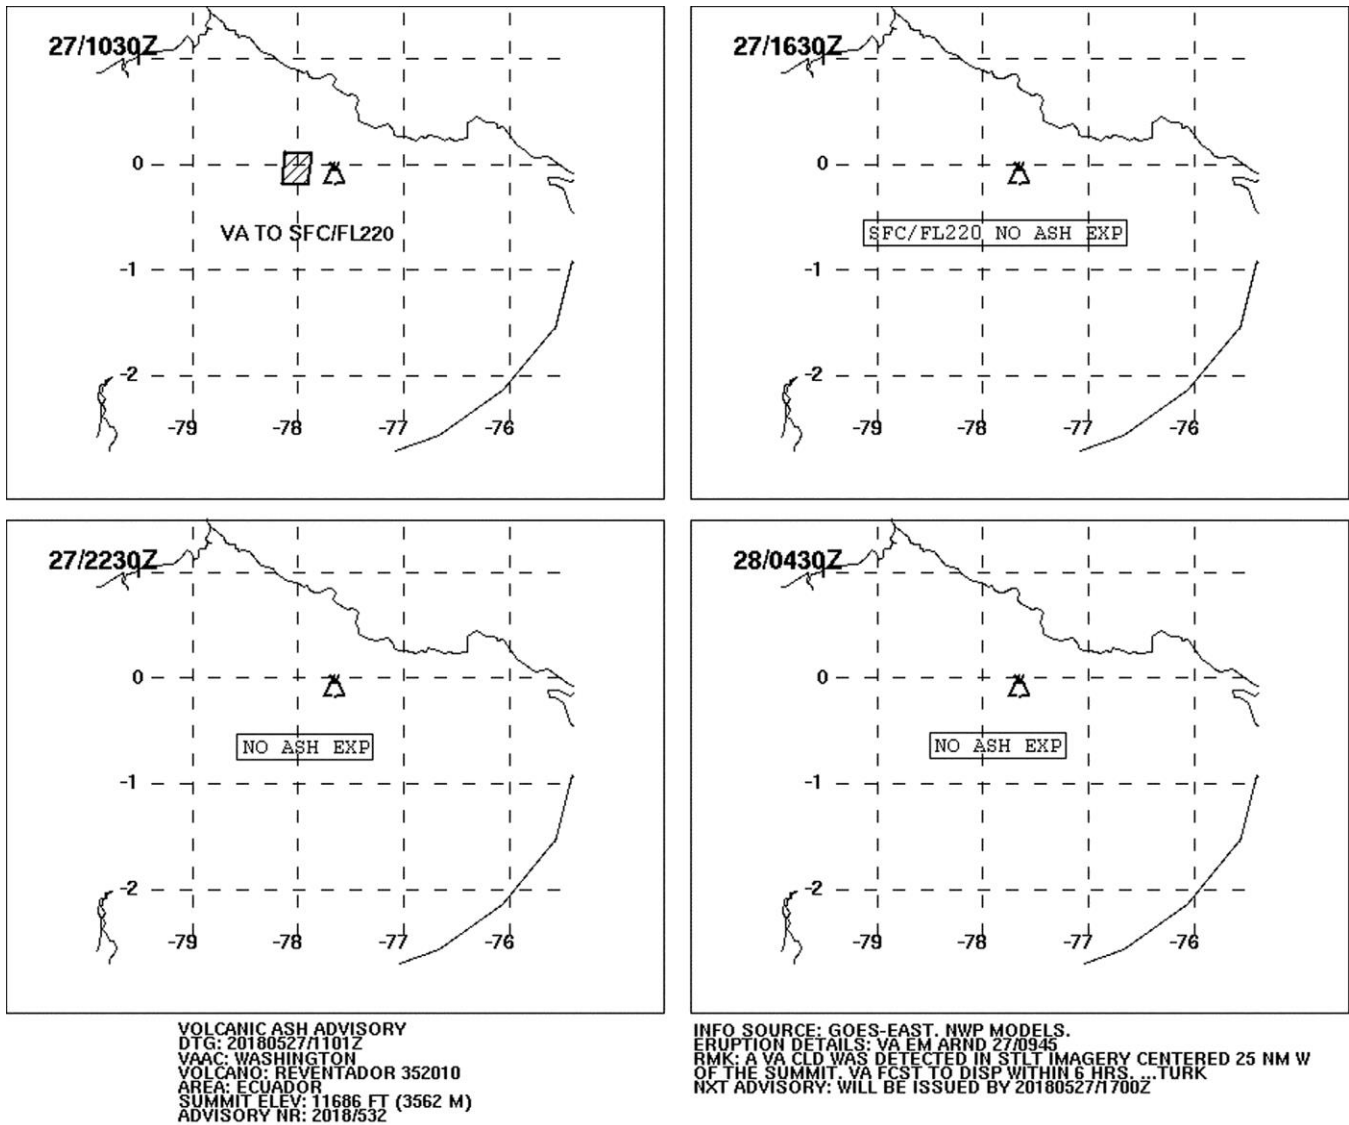 27/1030Z
1
0
VA TO SFC/FL220
-1
-2
-79 -78 -77 -76
27/1630Z
1
0
SFC/FL220 NO ASH EXP
-1
-2
-79 -78 -77 -76
27/2230Z
1
0
NO ASH EXP
-1
-2
-79 -78 -77 -76
28/0430Z
1
0
NO ASH EXP
-1
-2
-79 -78 -77 -76
VOLCANIC ASH ADVISORY
DTG: 20180527/1101Z
VAAC: WASHINGTON
VOLCANO: REVENTADOR 352010
AREA: ECUADOR
SUMMIT ELEV: 11686 FT (3562 M)
ADVISORY NR: 2018/532
INFO SOURCE: GOES-EAST. NWP MODELS.
ERUPTION DETAILS: VA EM ARND 27/0945
RMK: A VA CLD WAS DETECTED IN STLT IMAGERY CENTERED 25 NM W
OF THE SUMMIT. VA FCST TO DISP WITHIN 6 HRS. ...TURK
NXT ADVISORY: WILL BE ISSUED BY 20180527/1700Z